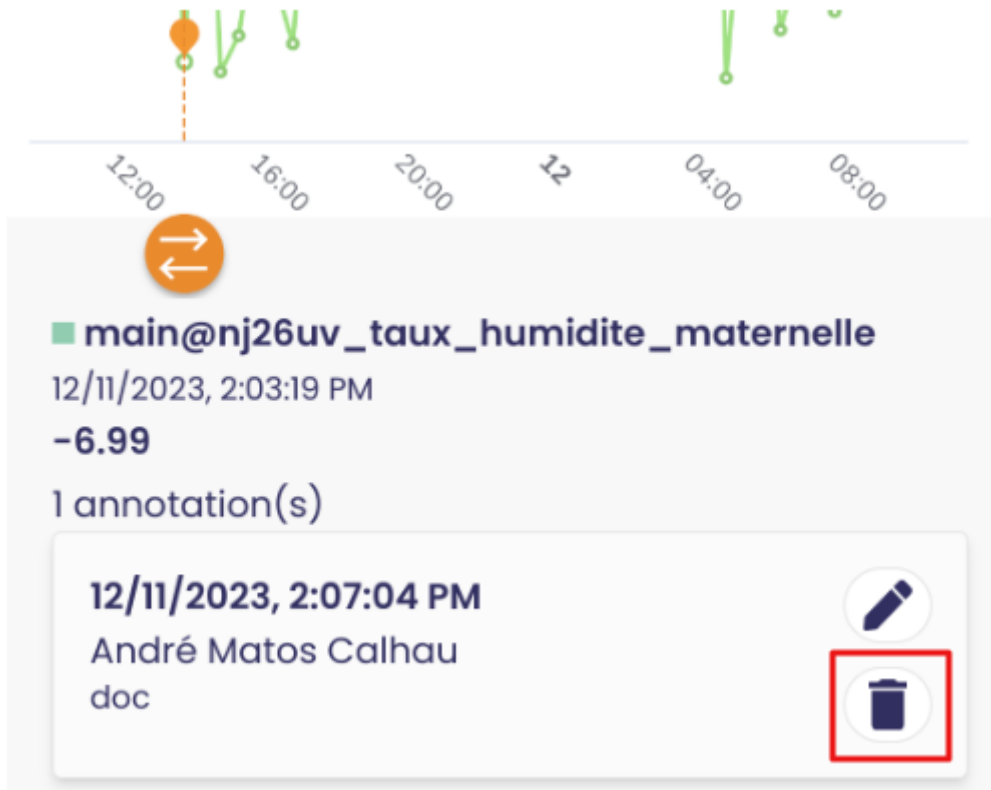 12:00 16:00 20:00 12 04:00 08:00
main@nj26uv_taux_humidite_maternelle
12/11/2023, 2:03:19 PM
-6.99
1 annotation(s)
12/11/2023, 2:07:04 PM
André Matos Calhau
doc